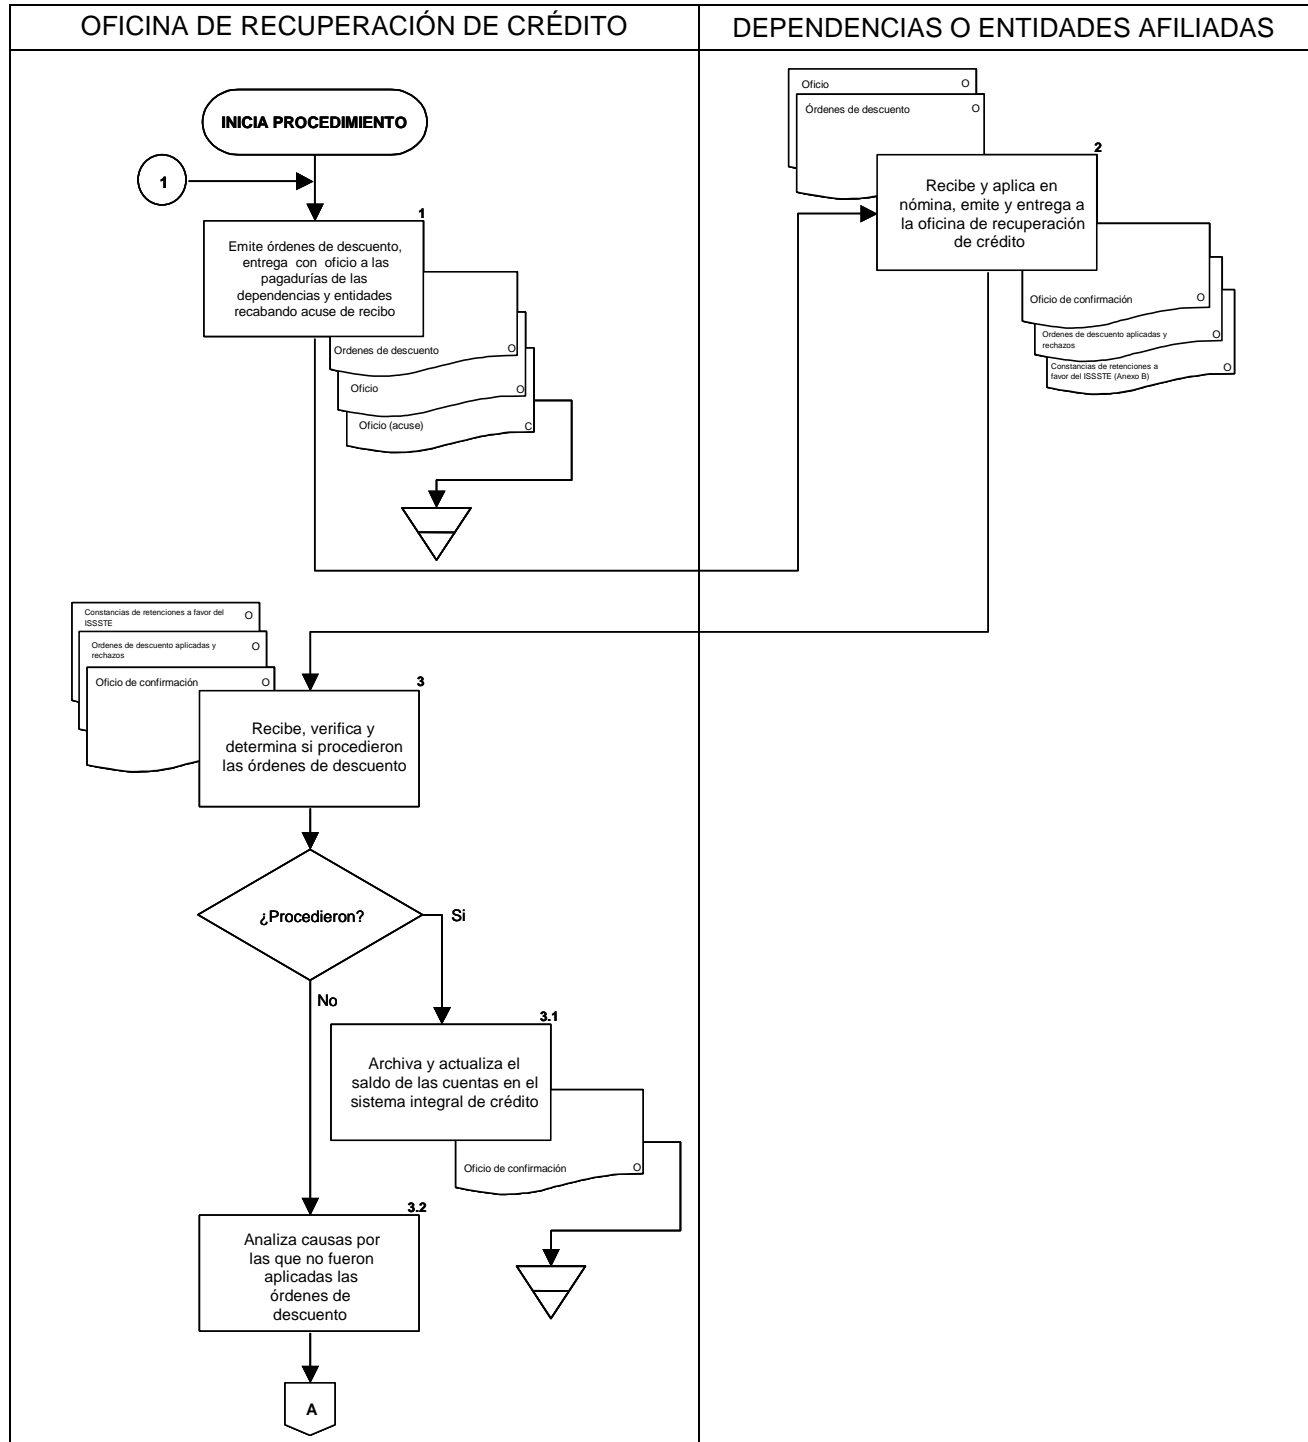 OFICINA DE RECUPERACIÓN DE CRÉDITO
DEPENDENCIAS O ENTIDADES AFILIADAS
INICIA PROCEDIMIENTO
1
1
Emite órdenes de descuento,
entrega con oficio a las
pagadurías de las
dependencias y entidades
recabando acuse de recibo
Ordenes de descuento
O
Oficio
O
Oficio (acuse)
C
Oficio
O
Órdenes de descuento
O
2
Recibe y aplica en
nómina, emite y entrega a
la oficina de recuperación
de crédito
Oficio de confirmación
O
Ordenes de descuento aplicadas y
rechazos
O
Constancias de retenciones a
favor del ISSSTE (Anexo B)
O
Constancias de retenciones a favor del
ISSSTE
O
Ordenes de descuento aplicadas y
rechazos
O
Oficio de confirmación
O
3
Recibe, verifica y
determina si procedieron
las órdenes de descuento
¿Procedieron?
Si
No
3.1
Archiva y actualiza el
saldo de las cuentas en el
sistema integral de crédito
Oficio de confirmación
O
3.2
Analiza causas por
las que no fueron
aplicadas las
órdenes de
descuento
A